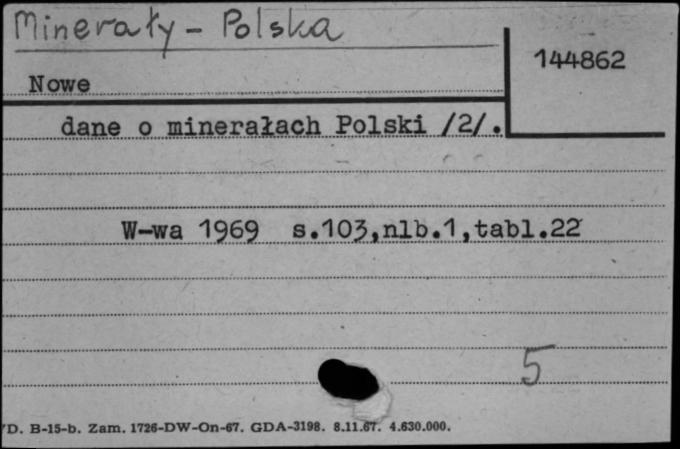 Minerały - Polska
144862
Nowe
dane o minerałach Polski /2/.
W-wa 1969 s.103,nlb.1,tabl.22
5
D. B-15-b. Zam. 1726-DW-On-67. GDA-3198. 8.11.67. 4.630.000.